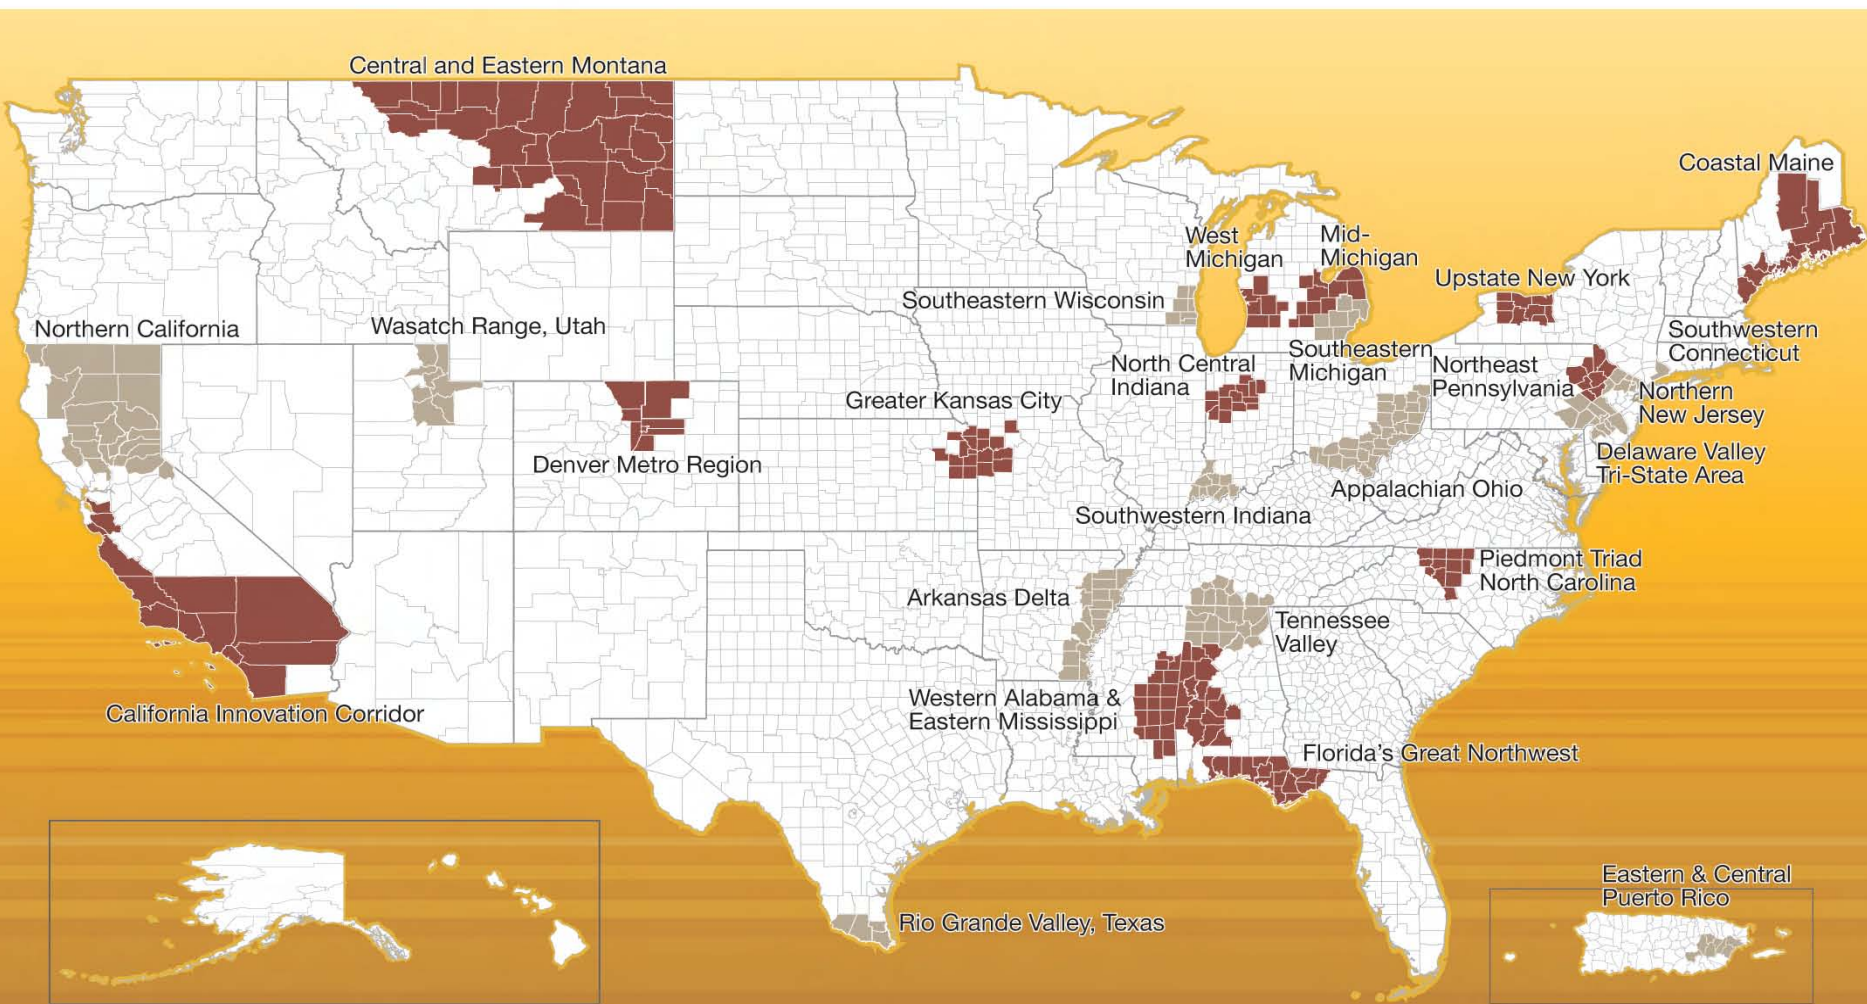 Central and Eastern Montana
Coastal Maine
West
Michigan
Mid-
Michigan
Upstate New York
Southeastern Wisconsin
Northern California
Wasatch Range, Utah
Southwestern
Connecticut
North Central
Indiana
Southeastern
Michigan
Northeast
Pennsylvania
Northern
New Jersey
Greater Kansas City
Denver Metro Region
Delaware Valley
Tri-State Area
Appalachian Ohio
Southwestern Indiana
Piedmont Triad
North Carolina
Arkansas Delta
Tennessee
Valley
Western Alabama &
Eastern Mississippi
California Innovation Corridor
Florida's Great Northwest
Rio Grande Valley, Texas
Eastern & Central
Puerto Rico